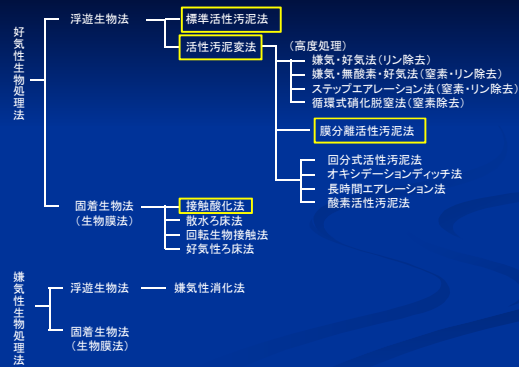 好気性生物処理法
浮遊生物法
標準活性汚泥法
活性汚泥変法
(高度処理)
嫌気・好気法(リン除去)
嫌気・無酸素・好気法(窒素・リン除去)
ステップエアレーション法(窒素・リン除去)
循環式硝化脱窒法(窒素除去)
膜分離活性汚泥法
回分式活性汚泥法
オキシデーションディッチ法
長時間エアレーション法
酸素活性汚泥法
固着生物法
(生物膜法)
接触酸化法
散水ろ床法
回転生物接触法
好気性ろ床法
嫌気性生物処理法
浮遊生物法
嫌気性消化法
固着生物法
(生物膜法)